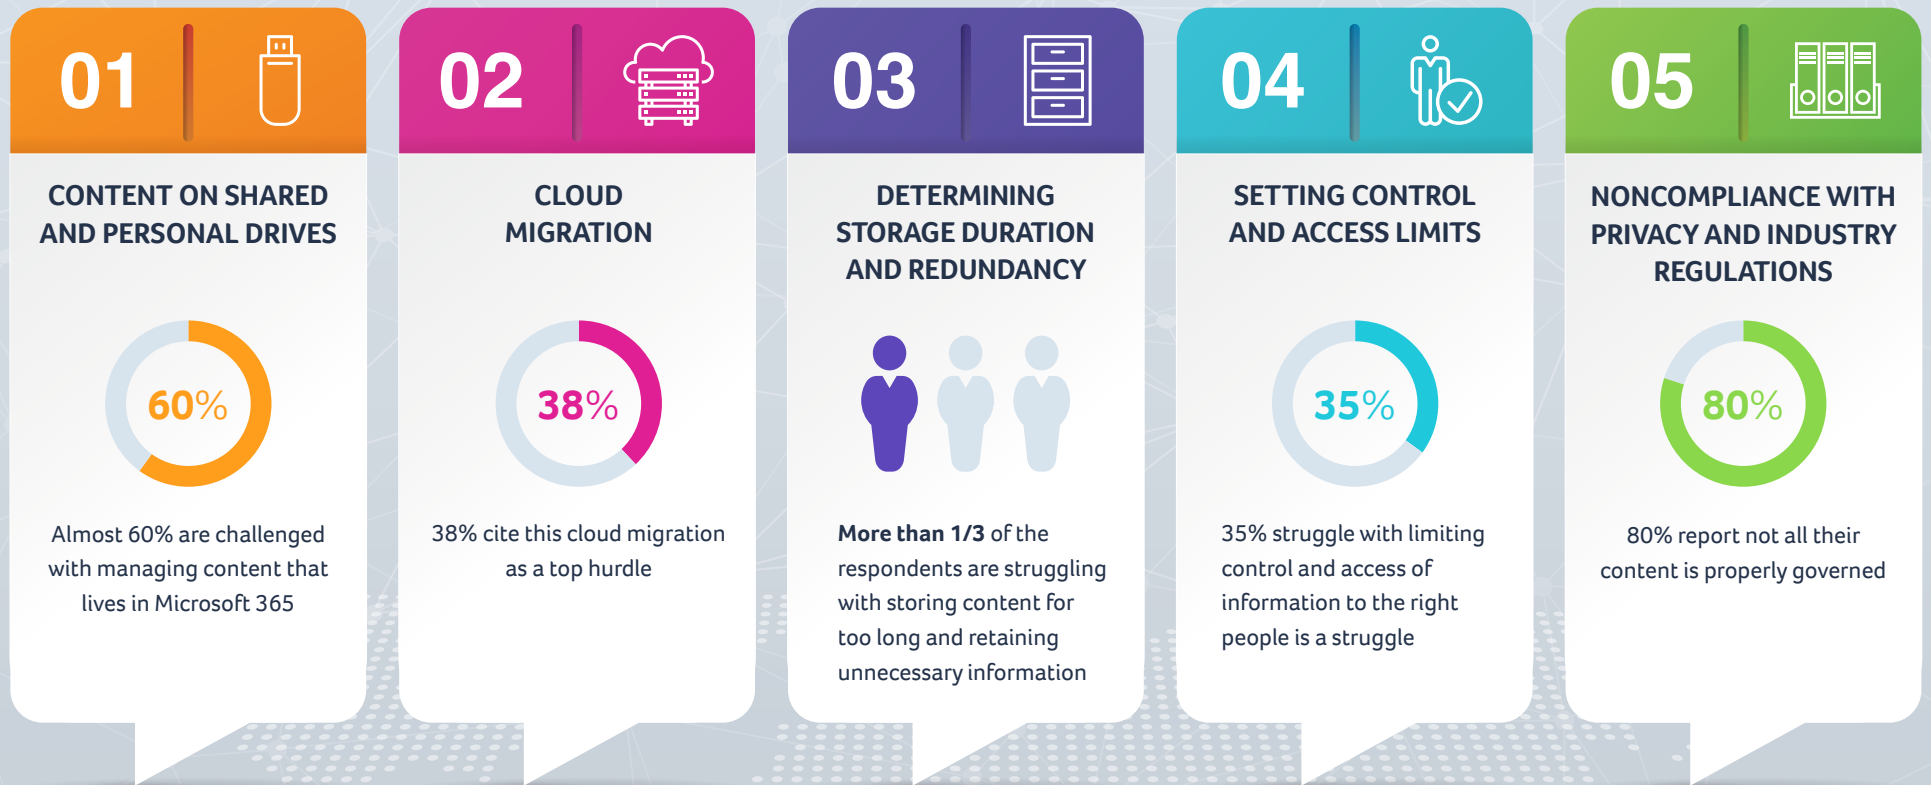 01
CONTENT ON SHARED
AND PERSONAL DRIVES
60%
Almost 60% are challenged
with managing content that
lives in Microsoft 365
02
CLOUD
MIGRATION
38%
38% cite this cloud migration
as a top hurdle
03
DETERMINING
STORAGE DURATION
AND REDUNDANCY
More than 1/3 of the
respondents are struggling
with storing content for
too long and retaining
unnecessary information
04
SETTING CONTROL
AND ACCESS LIMITS
35%
35% struggle with limiting
control and access of
information to the right
people is a struggle
05
NONCOMPLIANCE WITH
PRIVACY AND INDUSTRY
REGULATIONS
80%
80% report not all their
content is properly governed